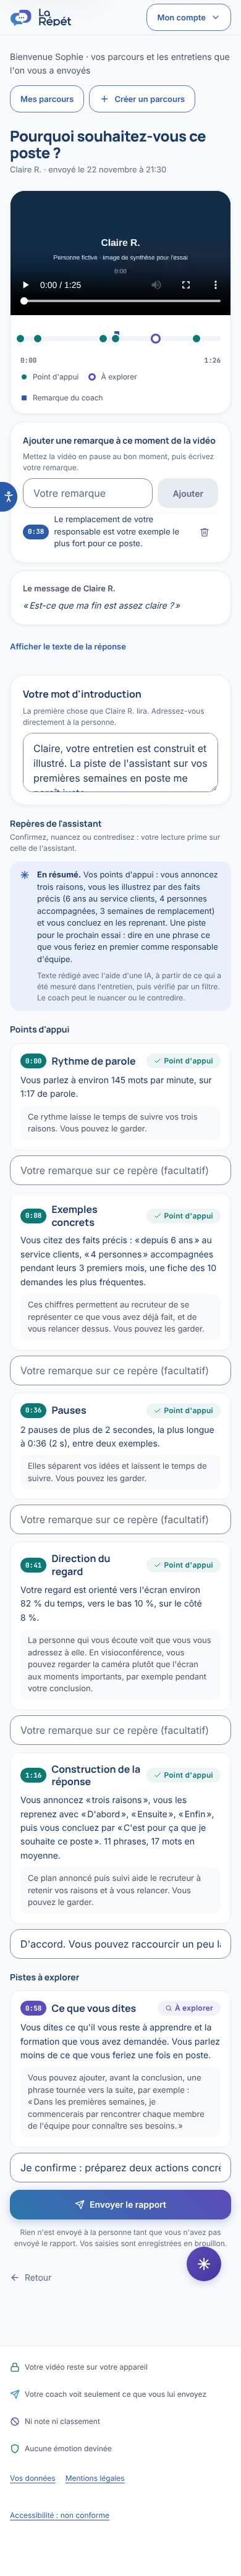 La
Répét
Mon compte
Bienvenue Sophie · vos parcours et les entretiens que
l'on vous a envoyés
Mes parcours
Créer un parcours
Pourquoi souhaitez-vous ce
poste ?
Claire R. · envoyé le 22 novembre à 21:30
Claire R.
Personne fictive · image de synthèse pour l'essai
0:00
0:00 / 1:25
0:00
1:26
Point d'appui
À explorer
Remarque du coach
Ajouter une remarque à ce moment de la vidéo
Mettez la vidéo en pause au bon moment, puis écrivez
votre remarque.
Votre remarque
Ajouter
0:38
Le remplacement de votre
responsable est votre exemple le
plus fort pour ce poste.
Le message de Claire R.
« Est-ce que ma fin est assez claire ? »
Afficher le texte de la réponse
Votre mot d'introduction
La première chose que Claire R. lira. Adressez-vous
directement à la personne.
Claire, votre entretien est construit et
illustré. La piste de l'assistant sur vos
premières semaines en poste me
Repères de l'assistant
Confirmez, nuancez ou contredisez : votre lecture prime sur
celle de l'assistant.
En résumé. Vos points d'appui : vous annoncez
trois raisons, vous les illustrez par des faits
précis (6 ans au service clients, 4 personnes
accompagnées, 3 semaines de remplacement)
et vous concluez en les reprenant. Une piste
pour le prochain essai : dire en une phrase ce
que vous feriez en premier comme responsable
d'équipe.
Texte rédigé avec l'aide d'une IA, à partir de ce qui a
été mesuré dans l'entretien, puis vérifié par un filtre.
Le coach peut le nuancer ou le contredire.
Points d'appui
0:00
Rythme de parole
Point d'appui
Vous parlez à environ 145 mots par minute, sur
1:17 de parole.
Ce rythme laisse le temps de suivre vos trois
raisons. Vous pouvez le garder.
Votre remarque sur ce repère (facultatif)
0:08
Exemples
concrets
Point d'appui
Vous citez des faits précis : « depuis 6 ans » au
service clients, « 4 personnes » accompagnées
pendant leurs 3 premiers mois, une fiche des 10
demandes les plus fréquentes.
Ces chiffres permettent au recruteur de se
représenter ce que vous avez déjà fait, et de
vous relancer dessus. Vous pouvez les garder.
Votre remarque sur ce repère (facultatif)
0:36
Pauses
Point d'appui
2 pauses de plus de 2 secondes, la plus longue
à 0:36 (2 s), entre deux exemples.
Elles séparent vos idées et laissent le temps de
suivre. Vous pouvez les garder.
Votre remarque sur ce repère (facultatif)
0:41
Direction du
regard
Point d'appui
Votre regard est orienté vers l'écran environ
82 % du temps, vers le bas 10 %, sur le côté
8 %.
La personne qui vous écoute voit que vous vous
adressez à elle. En visioconférence, vous
pouvez regarder la caméra plutôt que l'écran
aux moments importants, par exemple pendant
votre conclusion.
Votre remarque sur ce repère (facultatif)
1:16
Construction de la
réponse
Point d'appui
Vous annoncez « trois raisons », vous les
reprenez avec « D'abord », « Ensuite », « Enfin »,
puis vous concluez par « C'est pour ça que je
souhaite ce poste ». 11 phrases, 17 mots en
moyenne.
Ce plan annoncé puis suivi aide le recruteur à
retenir vos raisons et à vous relancer. Vous
pouvez le garder.
D'accord. Vous pouvez raccourcir un peu la
Pistes à explorer
0:58
Ce que vous dites
À explorer
Vous dites ce qu'il vous reste à apprendre et la
formation que vous avez demandée. Vous parlez
moins de ce que vous feriez une fois en poste.
Vous pouvez ajouter, avant la conclusion, une
phrase tournée vers la suite, par exemple :
« Dans les premières semaines, je
commencerais par rencontrer chaque membre
de l'équipe pour connaître ses besoins. »
Je confirme : préparez deux actions concrè
Envoyer le rapport
Rien n'est envoyé à la personne tant que vous n'avez pas
envoyé le rapport. Vos saisies sont enregistrées en brouillon.
Retour
Votre vidéo reste sur votre appareil
Votre coach voit seulement ce que vous lui envoyez
Ni note ni classement
Aucune émotion devinée
Vos données
Mentions légales
Accessibilité : non conforme